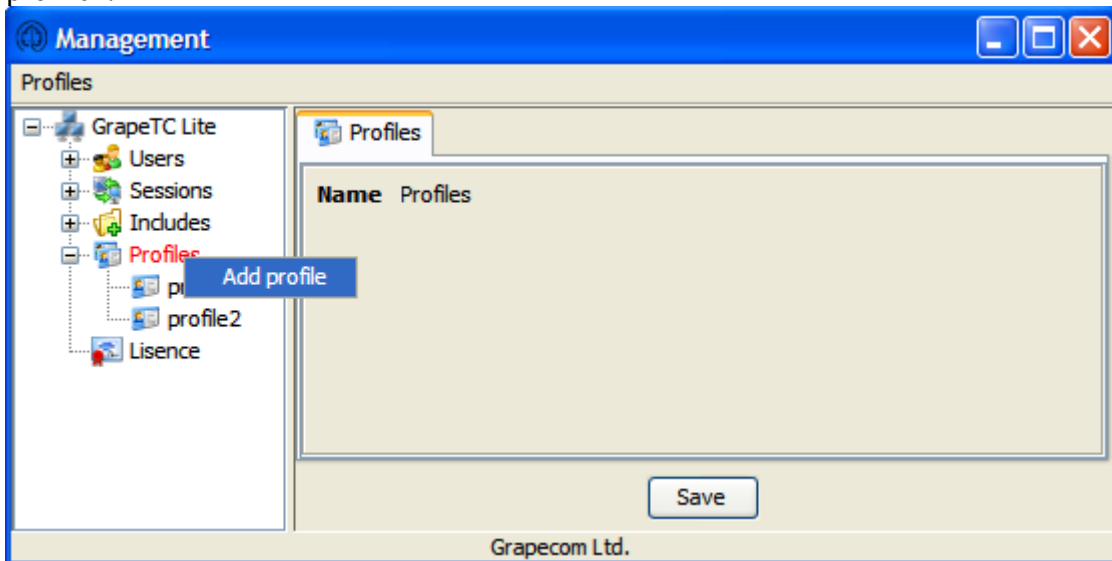 Management
Profiles
GrapeTC Lite
Users
Sessions
Includes
Profiles
Add profile
profile2
Lisence
Profiles
Name Profiles
Save
Grapecom Ltd.